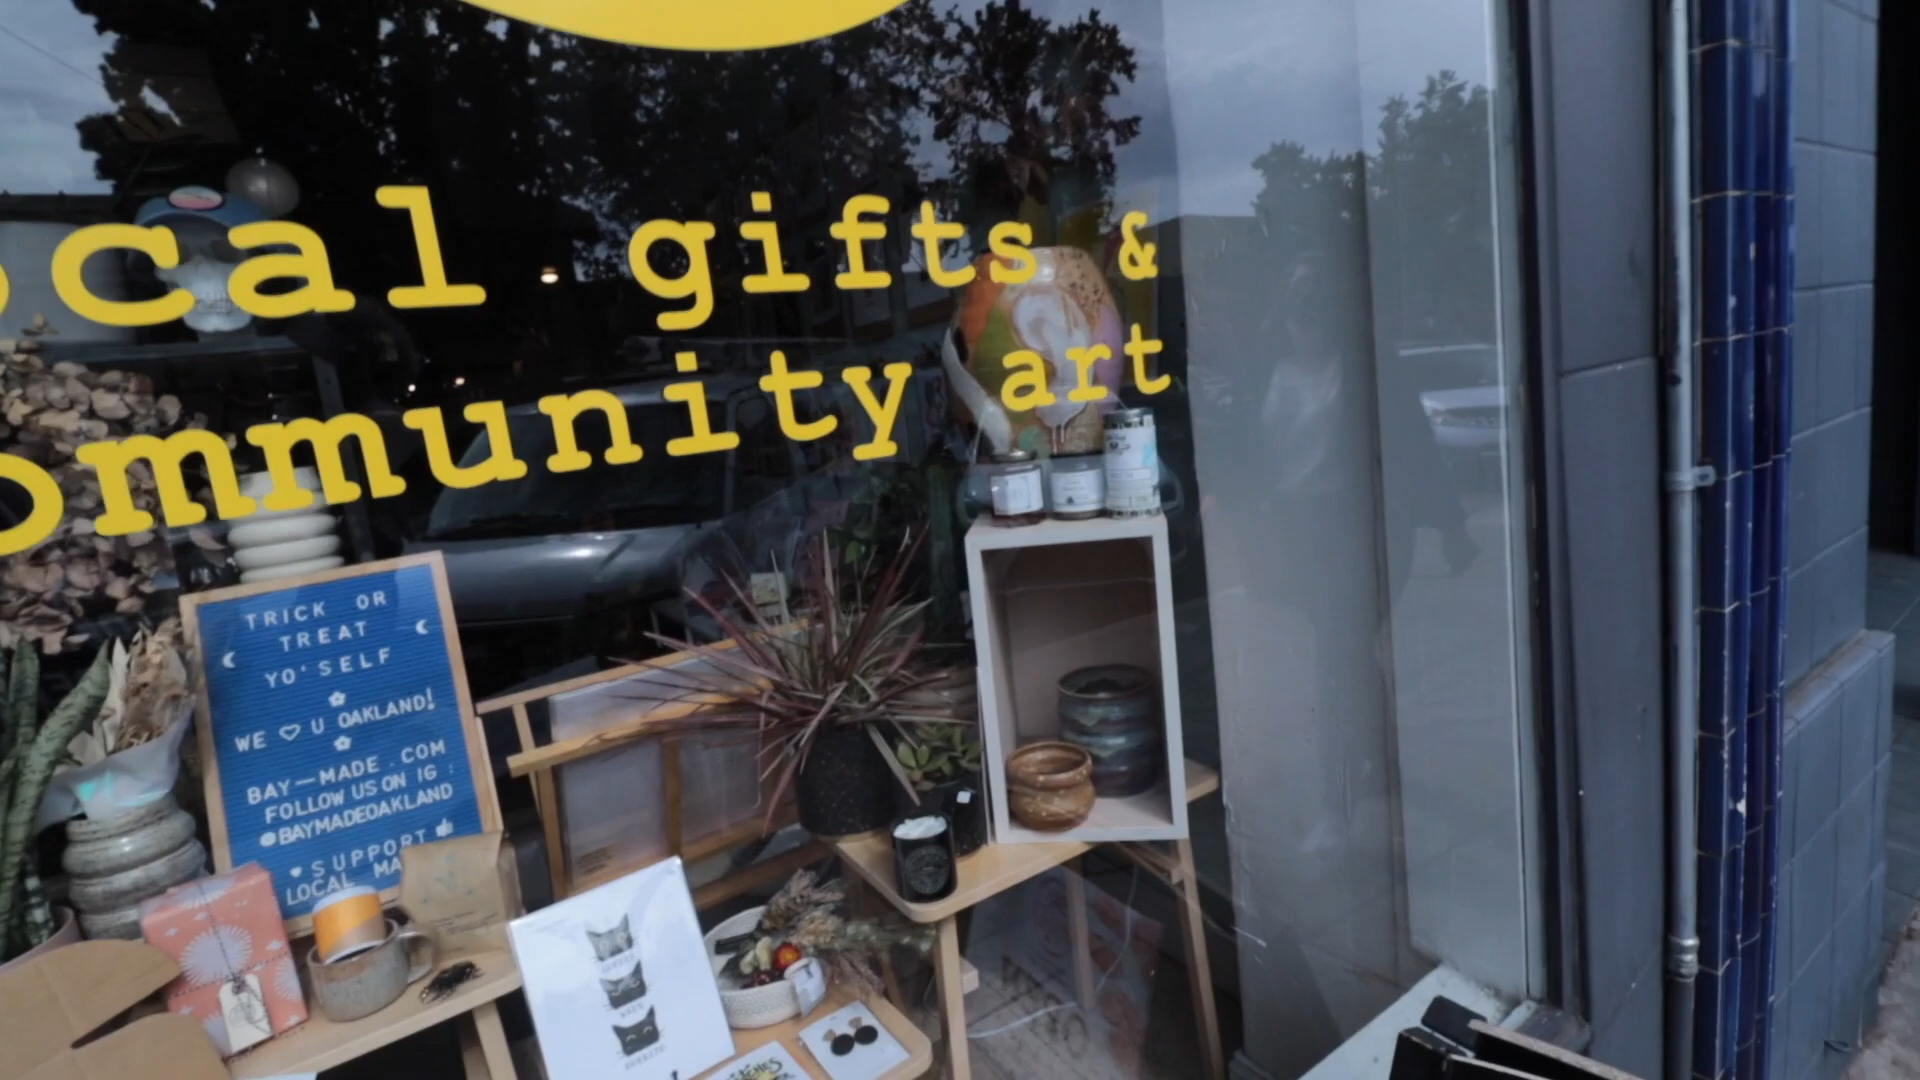 ocal gifts &
ommunity art
TRICK OR
TREAT
YO'SELF
WE ♡ U OAKLAND!
BAY—MADE.COM
FOLLOW US ON IG:
@BAYMADEOAKLAND
♥ SUPPORT
LOCAL MA